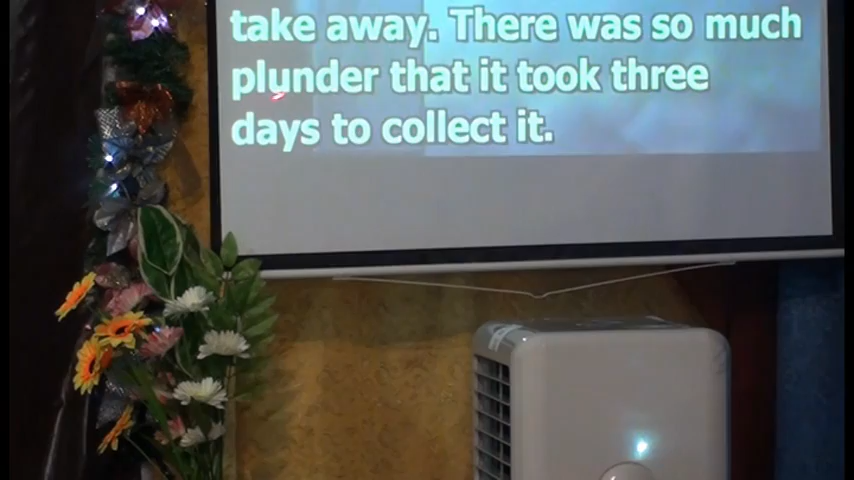 take away. There was so much
plunder that it took three
days to collect it.